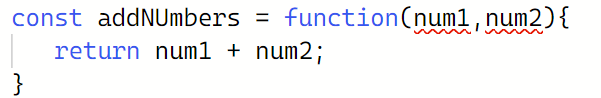 const addNUmbers = function(num1,num2){
   return num1 + num2;
}